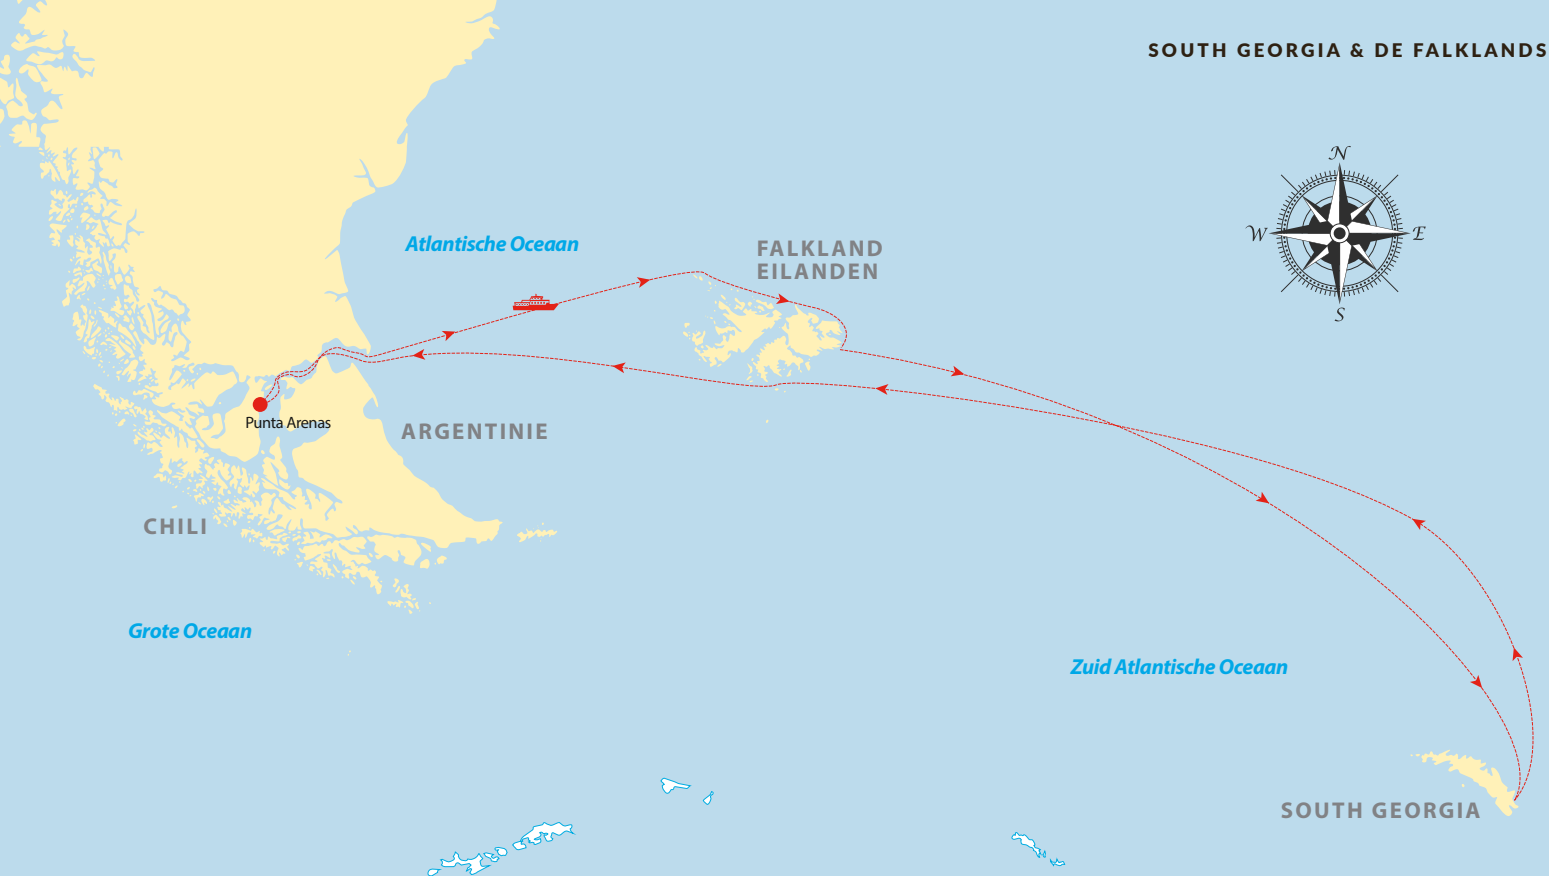 SOUTH GEORGIA & DE FALKLANDS
N
W
E
S
Atlantische Oceaan
FALKLAND
EILANDEN
Punta Arenas
ARGENTINIE
CHILI
Grote Oceaan
Zuid Atlantische Oceaan
SOUTH GEORGIA